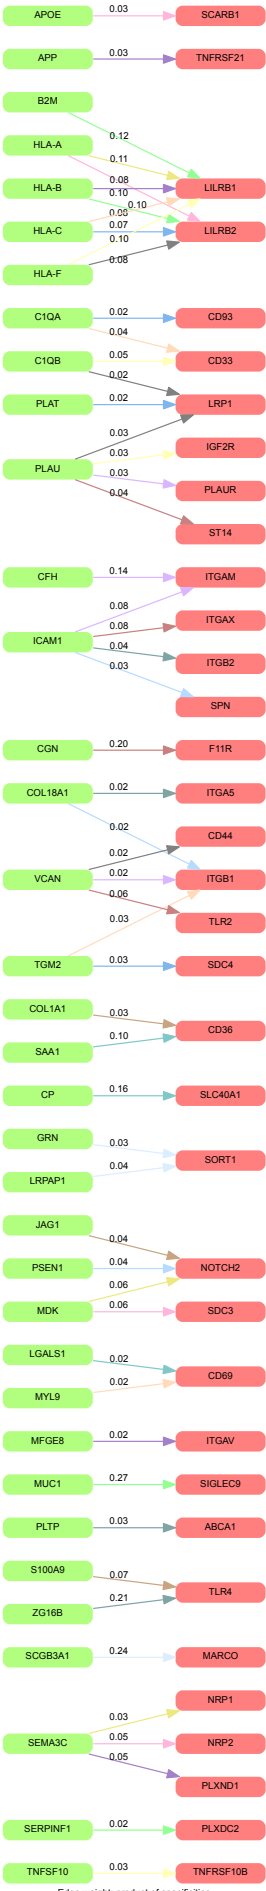 APOE 0.03 SCARB1
APP 0.03 TNFRSF21
B2M
0.12
HLA-A
0.11
HLA-B 0.08 LILRB1
0.10
0.10
HLA-C 0.08 LILRB2
0.07
0.10
HLA-F 0.08
C1QA 0.02 CD93
0.04
C1QB 0.05 CD33
0.02
PLAT 0.02 LRP1
0.03
0.03 IGF2R
PLAU 0.03 PLAUR
0.04
ST14
CFH 0.14 ITGAM
0.08
0.08 ITGAX
ICAM1 0.04 ITGB2
0.03
SPN
CGN 0.20 F11R
COL18A1 0.02 ITGA5
0.02 CD44
0.02
VCAN 0.02 ITGB1
0.06
0.03 TLR2
TGM2 0.03 SDC4
COL1A1 0.03
CD36
SAA1 0.10
CP 0.16 SLC40A1
GRN 0.03
SORT1
LRPAP1 0.04
JAG1
0.04
PSEN1 0.04 NOTCH2
0.06
MDK 0.06 SDC3
LGALS1 0.02
CD69
MYL9 0.02
MFGE8 0.02 ITGAV
MUC1 0.27 SIGLEC9
PLTP 0.03 ABCA1
S100A9 0.07
TLR4
ZG16B 0.21
SCGB3A1 0.24 MARCO
NRP1
0.03
SEMA3C 0.05 NRP2
0.05
PLXND1
SERPINF1 0.02 PLXDC2
TNFSF10 0.03 TNFRSF10B